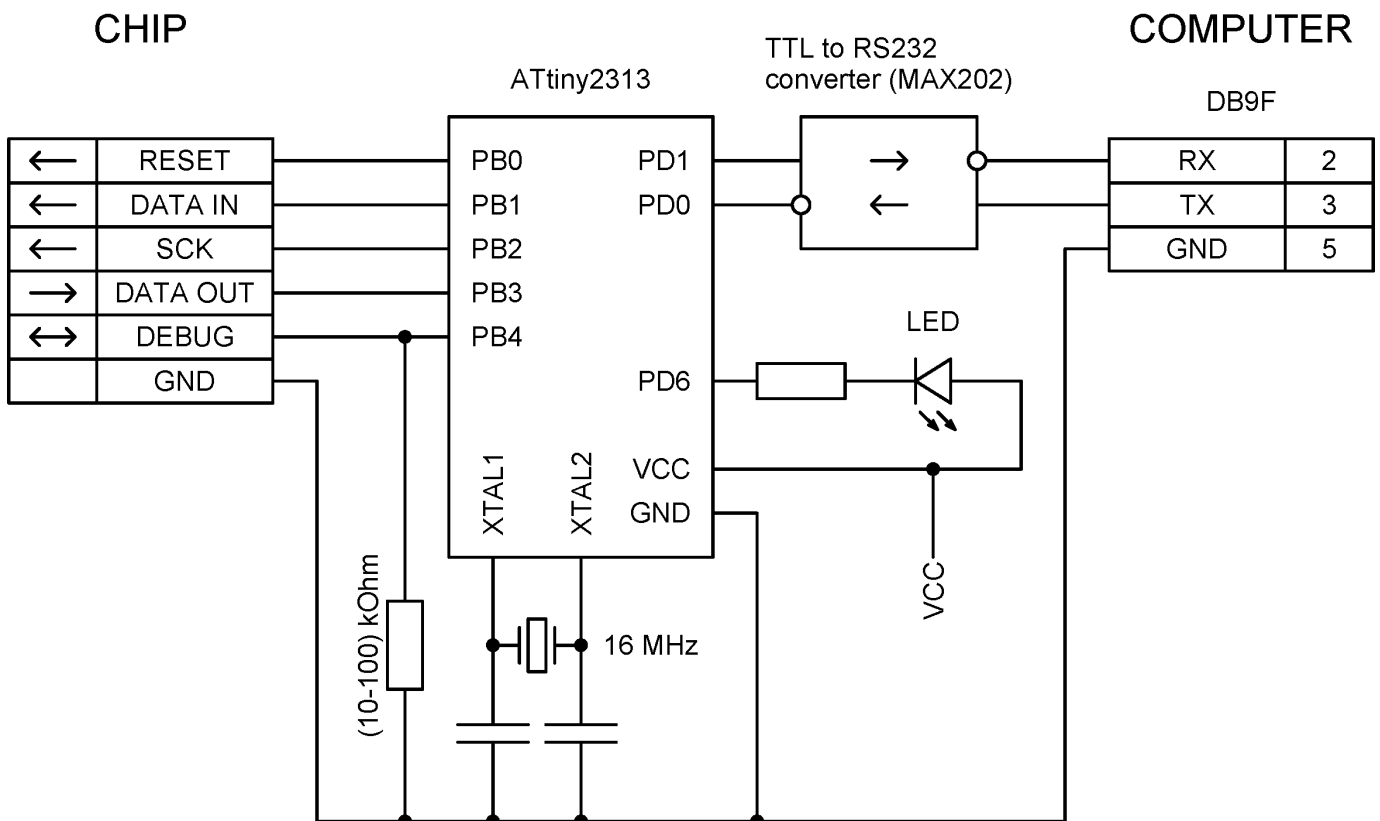 CHIP
COMPUTER
TTL to RS232
converter (MAX202)
ATtiny2313
DB9F
RESET
DATA IN
SCK
DATA OUT
DEBUG
GND
PB0
PB1
PB2
PB3
PB4
PD1
PD0
PD6
VCC
GND
XTAL1
XTAL2
RX 2
TX 3
GND 5
LED
VCC
(10-100) kOhm
16 MHz